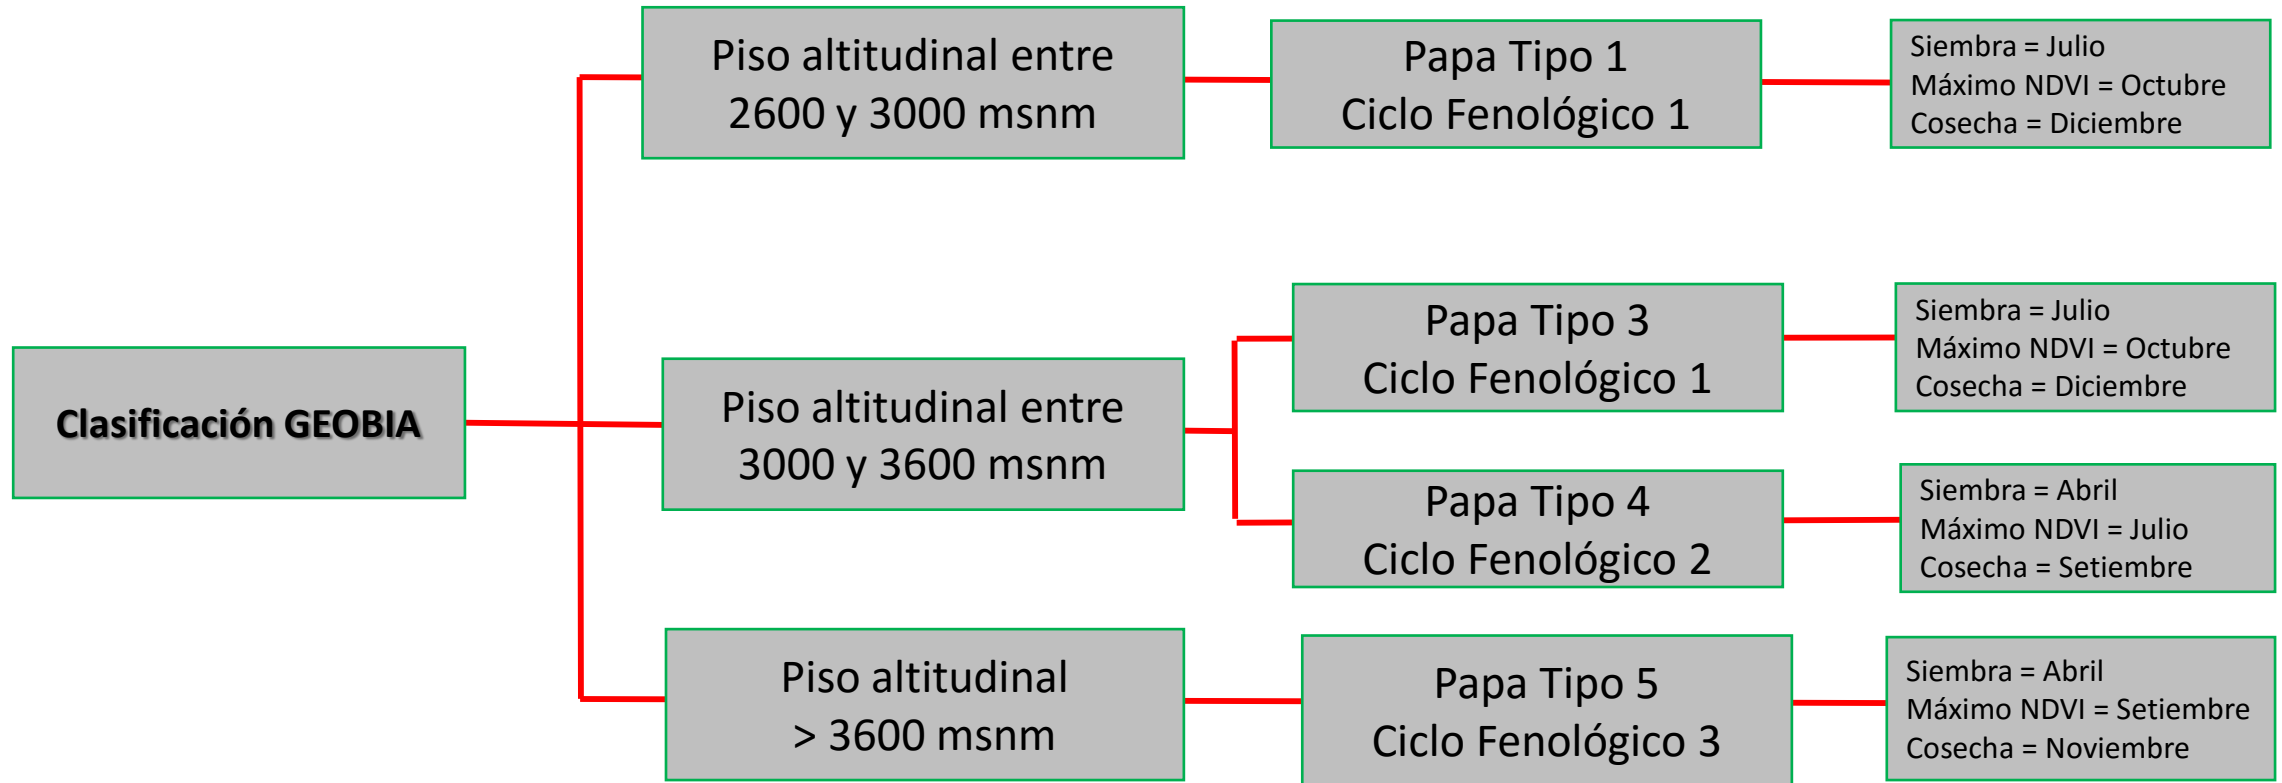 Clasificación GEOBIA
Piso altitudinal entre
2600 y 3000 msnm
Papa Tipo 1
Ciclo Fenológico 1
Siembra = Julio
Máximo NDVI = Octubre
Cosecha = Diciembre
Piso altitudinal entre
3000 y 3600 msnm
Papa Tipo 3
Ciclo Fenológico 1
Siembra = Julio
Máximo NDVI = Octubre
Cosecha = Diciembre
Papa Tipo 4
Ciclo Fenológico 2
Siembra = Abril
Máximo NDVI = Julio
Cosecha = Setiembre
Piso altitudinal
> 3600 msnm
Papa Tipo 5
Ciclo Fenológico 3
Siembra = Abril
Máximo NDVI = Setiembre
Cosecha = Noviembre